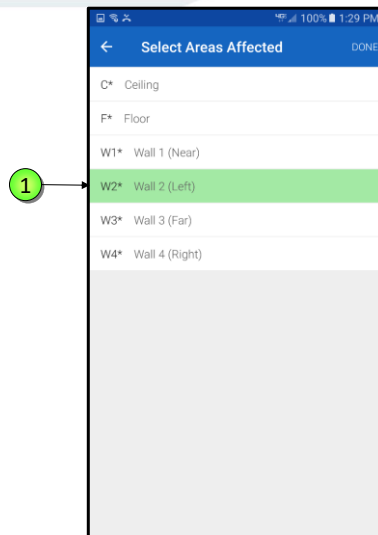 100% 1:29 PM
Select Areas Affected DONE
C* Ceiling
F* Floor
W1* Wall 1 (Near)
1
W2* Wall 2 (Left)
W3* Wall 3 (Far)
W4* Wall 4 (Right)